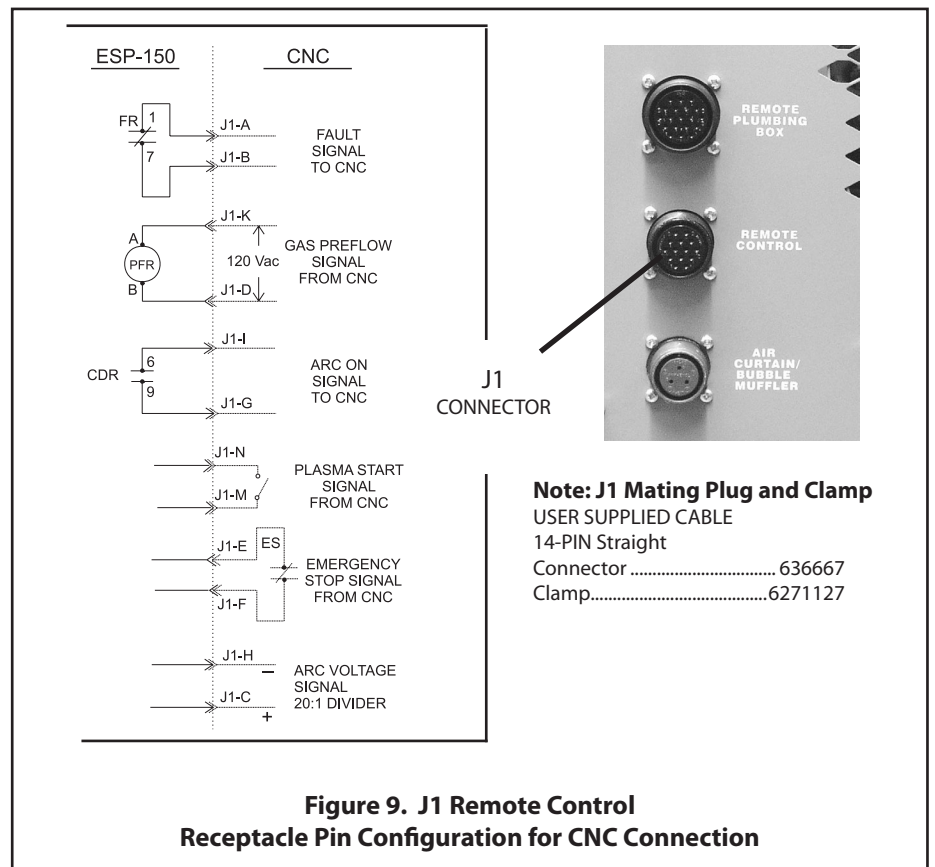 ESP-150
CNC
FR
1
7
J1-A
J1-B
FAULT
SIGNAL
TO CNC
A
PFR
B
J1-K
120 Vac
J1-D
GAS PREFLOW
SIGNAL
FROM CNC
CDR
6
9
J1-I
J1-G
ARC ON
SIGNAL
TO CNC
J1-N
J1-M
PLASMA START
SIGNAL
FROM CNC
J1-E
J1-F
ES
EMERGENCY
STOP SIGNAL
FROM CNC
J1-H
−
J1-C
+
ARC VOLTAGE
SIGNAL
20:1 DIVIDER
J1
CONNECTOR
REMOTE
PLUMBING
BOX
REMOTE
CONTROL
AIR
CURTAIN/
BUBBLE
MUFFLER
Note: J1 Mating Plug and Clamp
USER SUPPLIED CABLE
14-PIN Straight
Connector ............................... 636667
Clamp.......................................6271127
Figure 9. J1 Remote Control
Receptacle Pin Configuration for CNC Connection